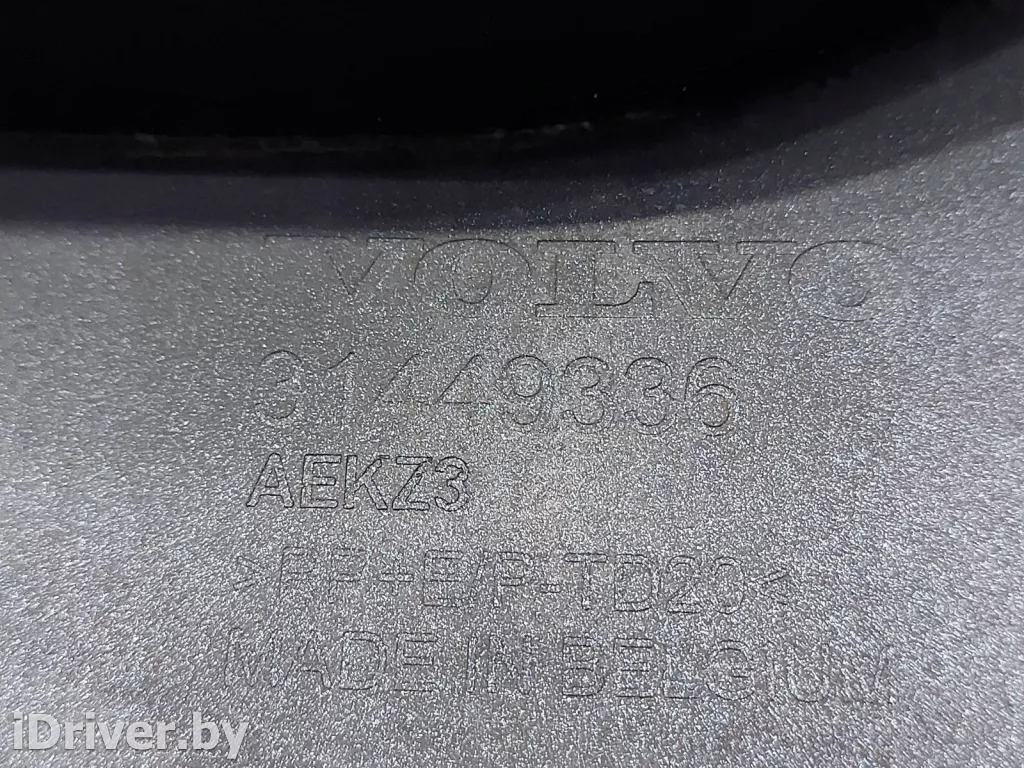 VOLVO
31449336
AEKZ3
>PP+E/P-TD20<
MADE IN BELGIUM
iDriver.by